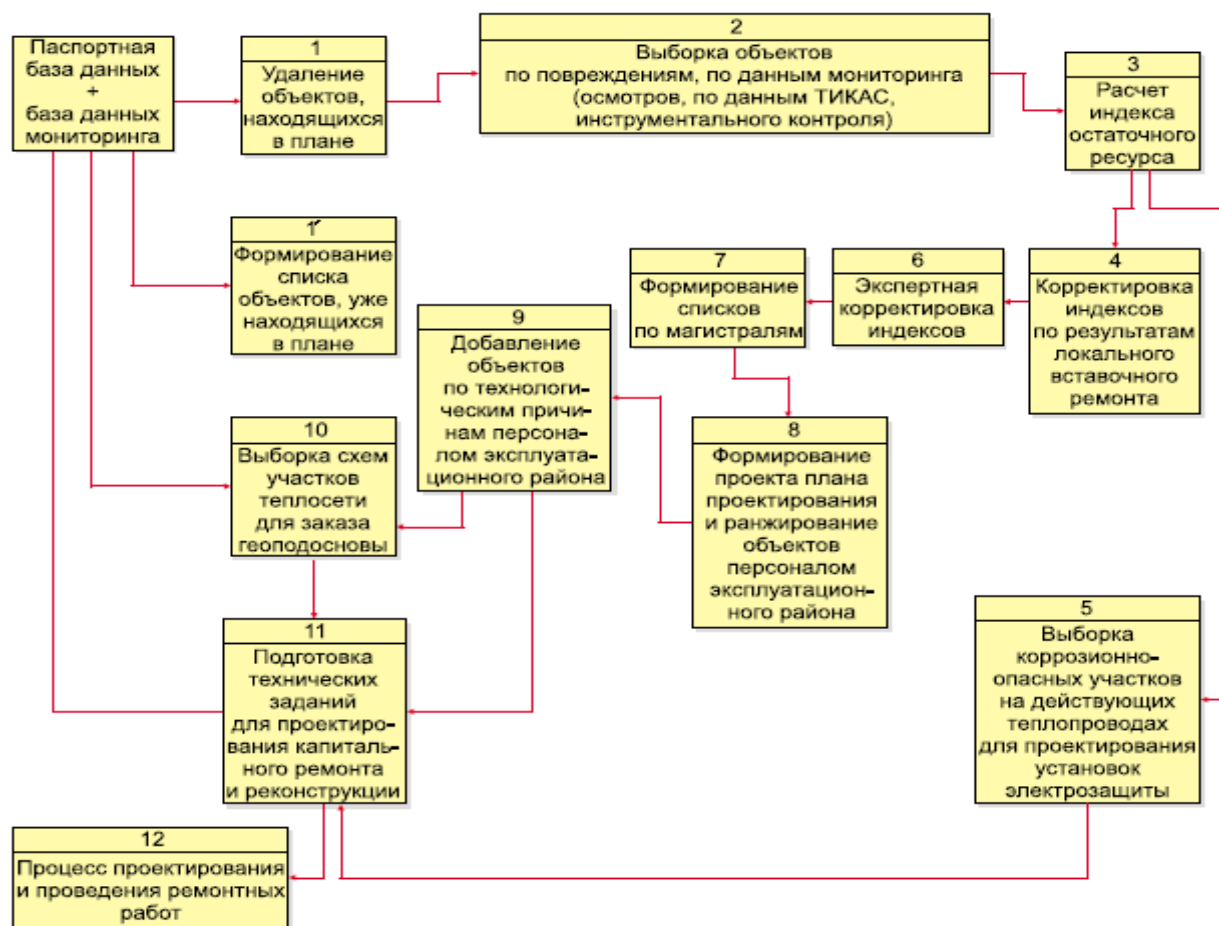 Паспортная
база данных
+
база данных
мониторинга
1
Удаление
объектов,
находящихся
в плане
2
Выборка объектов
по повреждениям, по данным мониторинга
(осмотров, по данным ТИКАС,
инструментального контроля)
3
Расчет
индекса
остаточного
ресурса
1′
Формирование
списка
объектов, уже
находящихся
в плане
9
Добавление
объектов
по технологи-
ческим причи-
нам персона-
лом эксплуата-
ционного района
7
Формирование
списков
по магистралям
6
Экспертная
корректировка
индексов
4
Корректировка
индексов
по результатам
локального
вставочного
ремонта
10
Выборка схем
участков
теплосети
для заказа
геоподосновы
8
Формирование
проекта плана
проектирования
и ранжирование
объектов
персоналом
эксплуатацион-
ного района
11
Подготовка
технических
заданий
для проектиро-
вания капиталь-
ного ремонта
и реконструкции
5
Выборка
коррозионно-
опасных участков
на действующих
теплопроводах
для проектирования
установок
электрозащиты
12
Процесс проектирования
и проведения ремонтных
работ